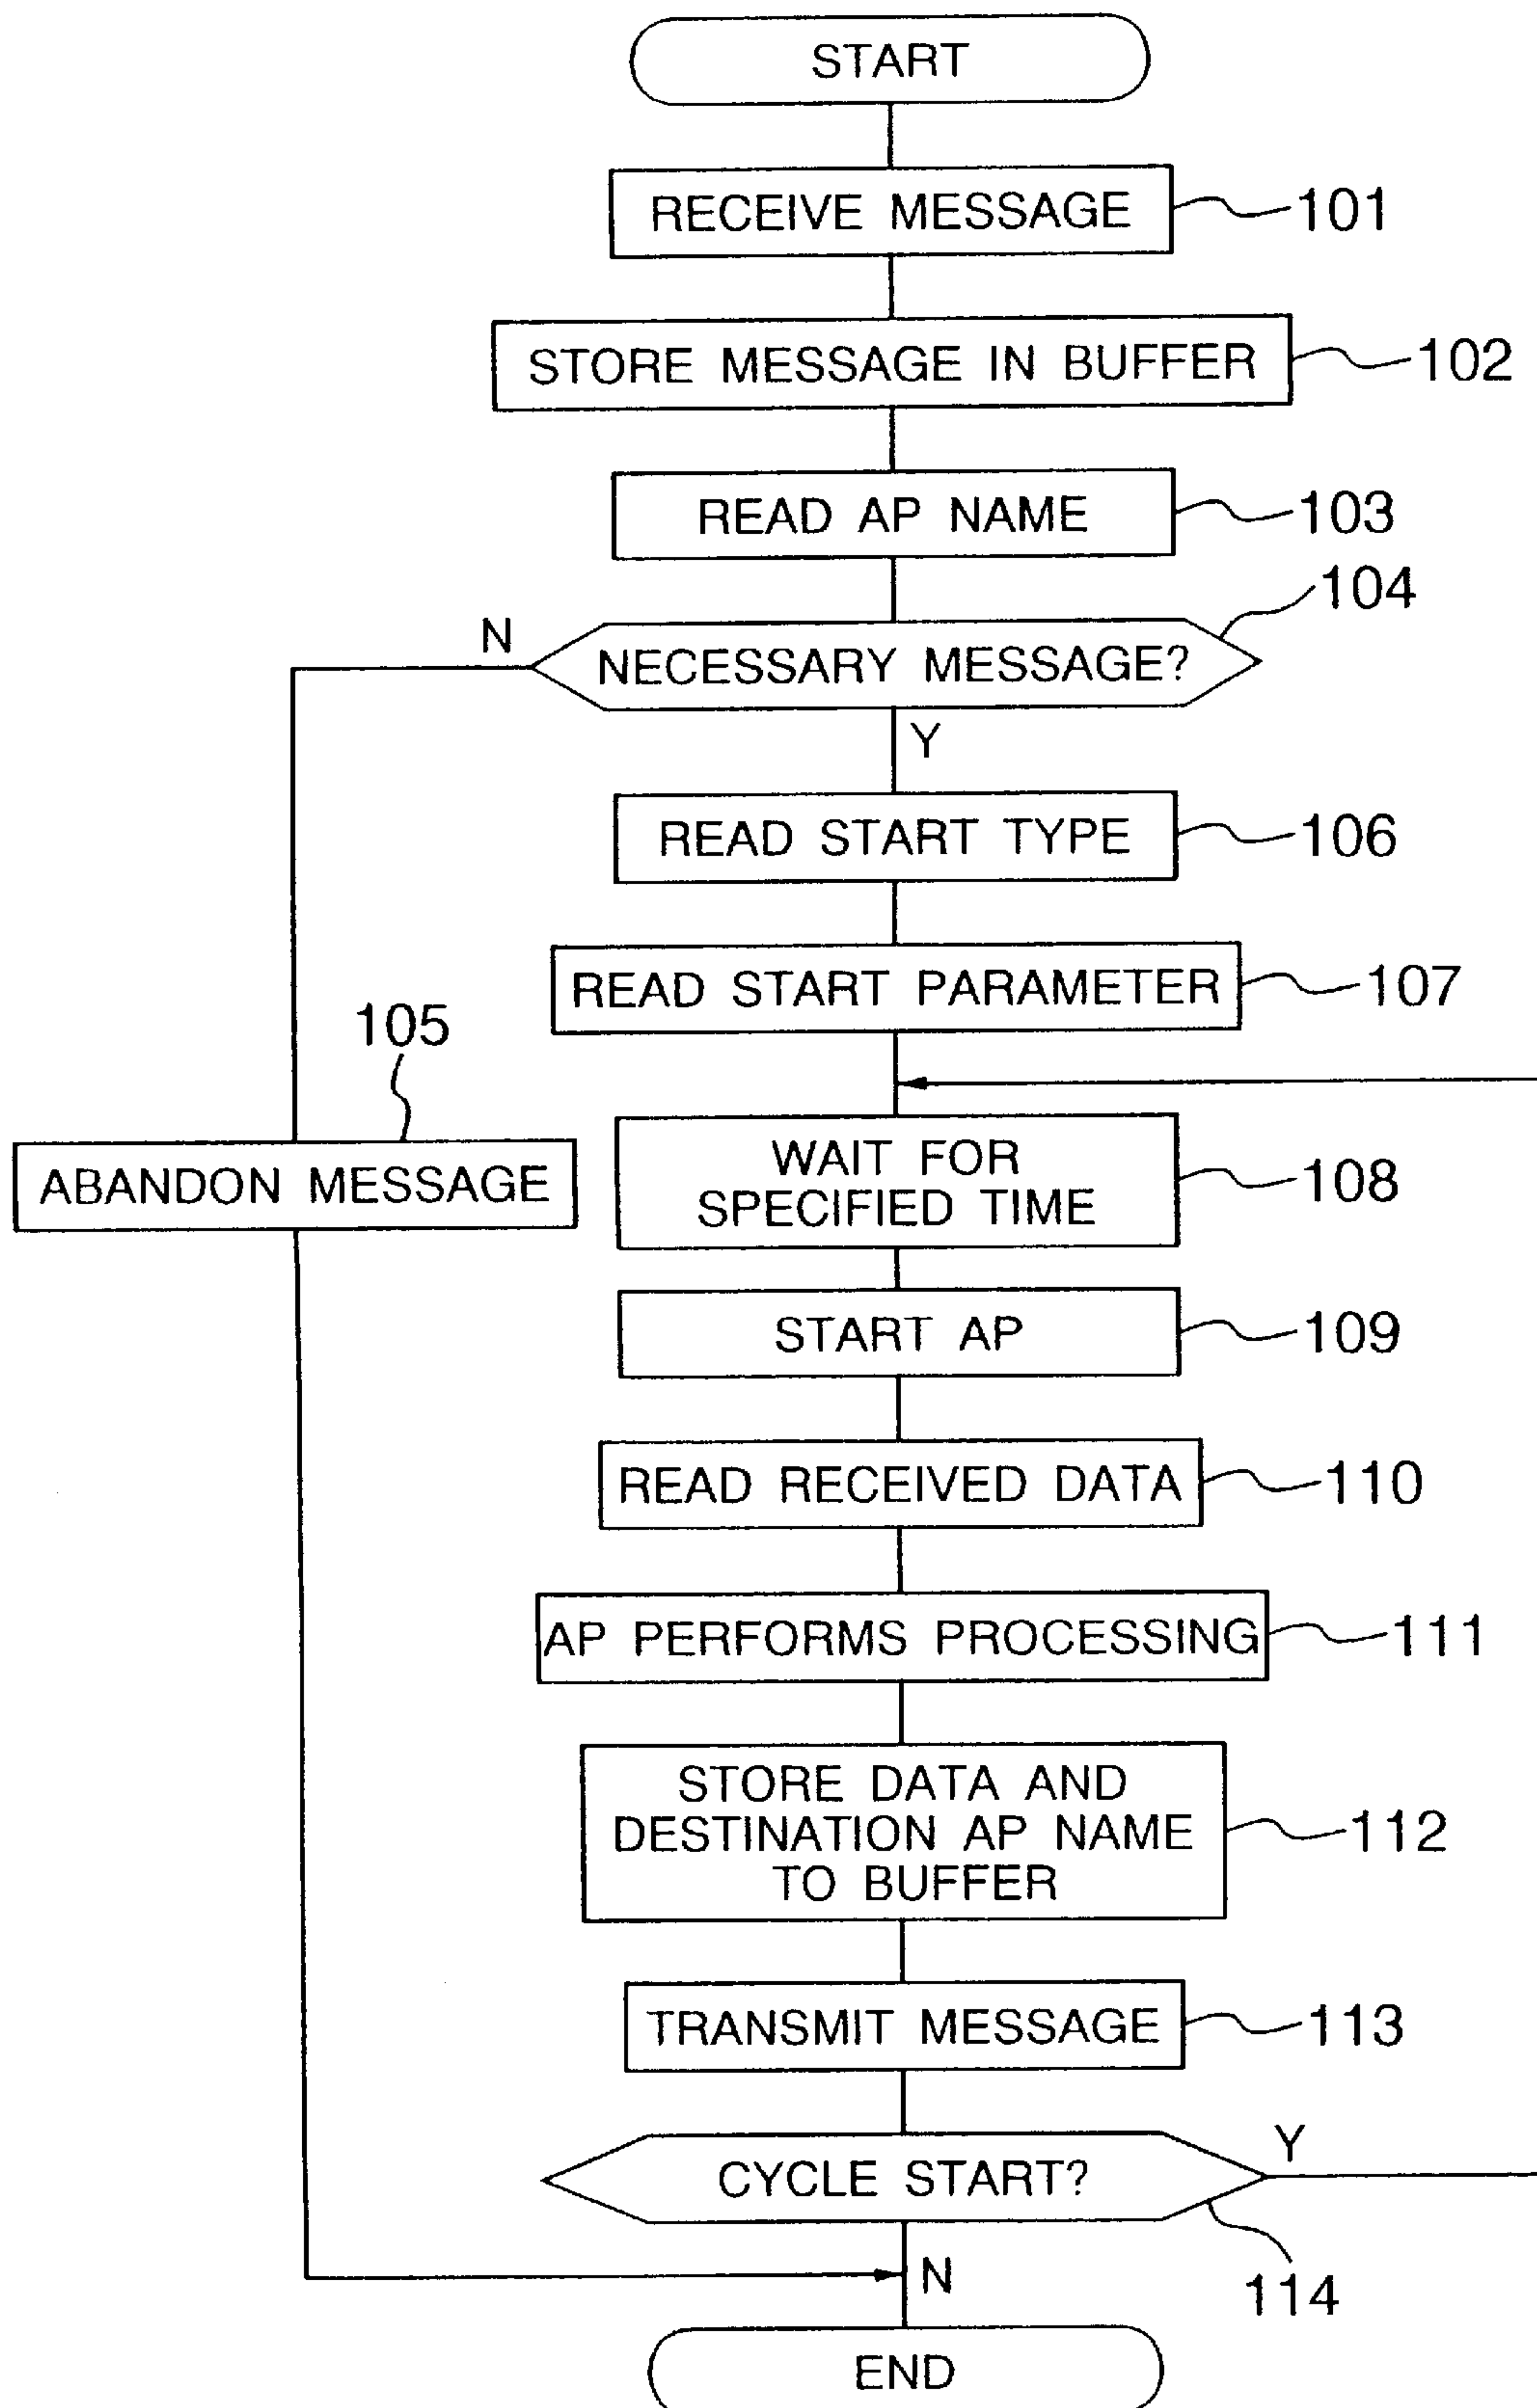 START
RECEIVE MESSAGE
101
STORE MESSAGE IN BUFFER
102
READ AP NAME
103
104
N
NECESSARY MESSAGE?
Y
READ START TYPE
106
READ START PARAMETER
107
105
ABANDON MESSAGE
WAIT FOR
SPECIFIED TIME
108
START AP
109
READ RECEIVED DATA
110
AP PERFORMS PROCESSING
111
STORE DATA AND
DESTINATION AP NAME
TO BUFFER
112
TRANSMIT MESSAGE
113
CYCLE START?
Y
N
114
END